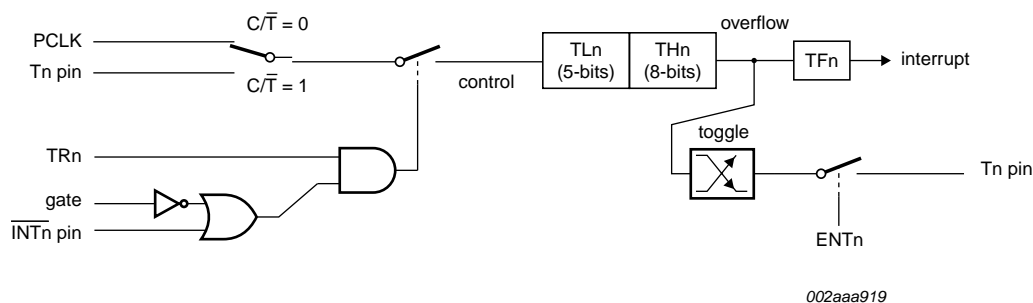 C/T̅ = 0
overflow
PCLK
TLn
(5-bits)
THn
(8-bits)
TFn
interrupt
Tn pin
C/T̅ = 1
control
toggle
TRn
Tn pin
gate
I̅N̅T̅n̅ pin
ENTn
002aaa919